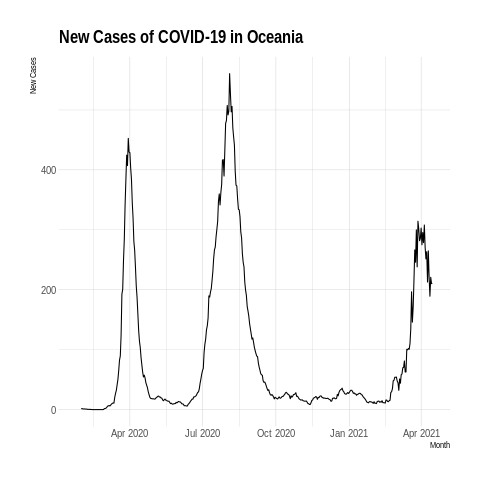 New Cases of COVID-19 in Oceania
New Cases
400
200
0
Apr 2020 Jul 2020 Oct 2020 Jan 2021 Apr 2021
Month